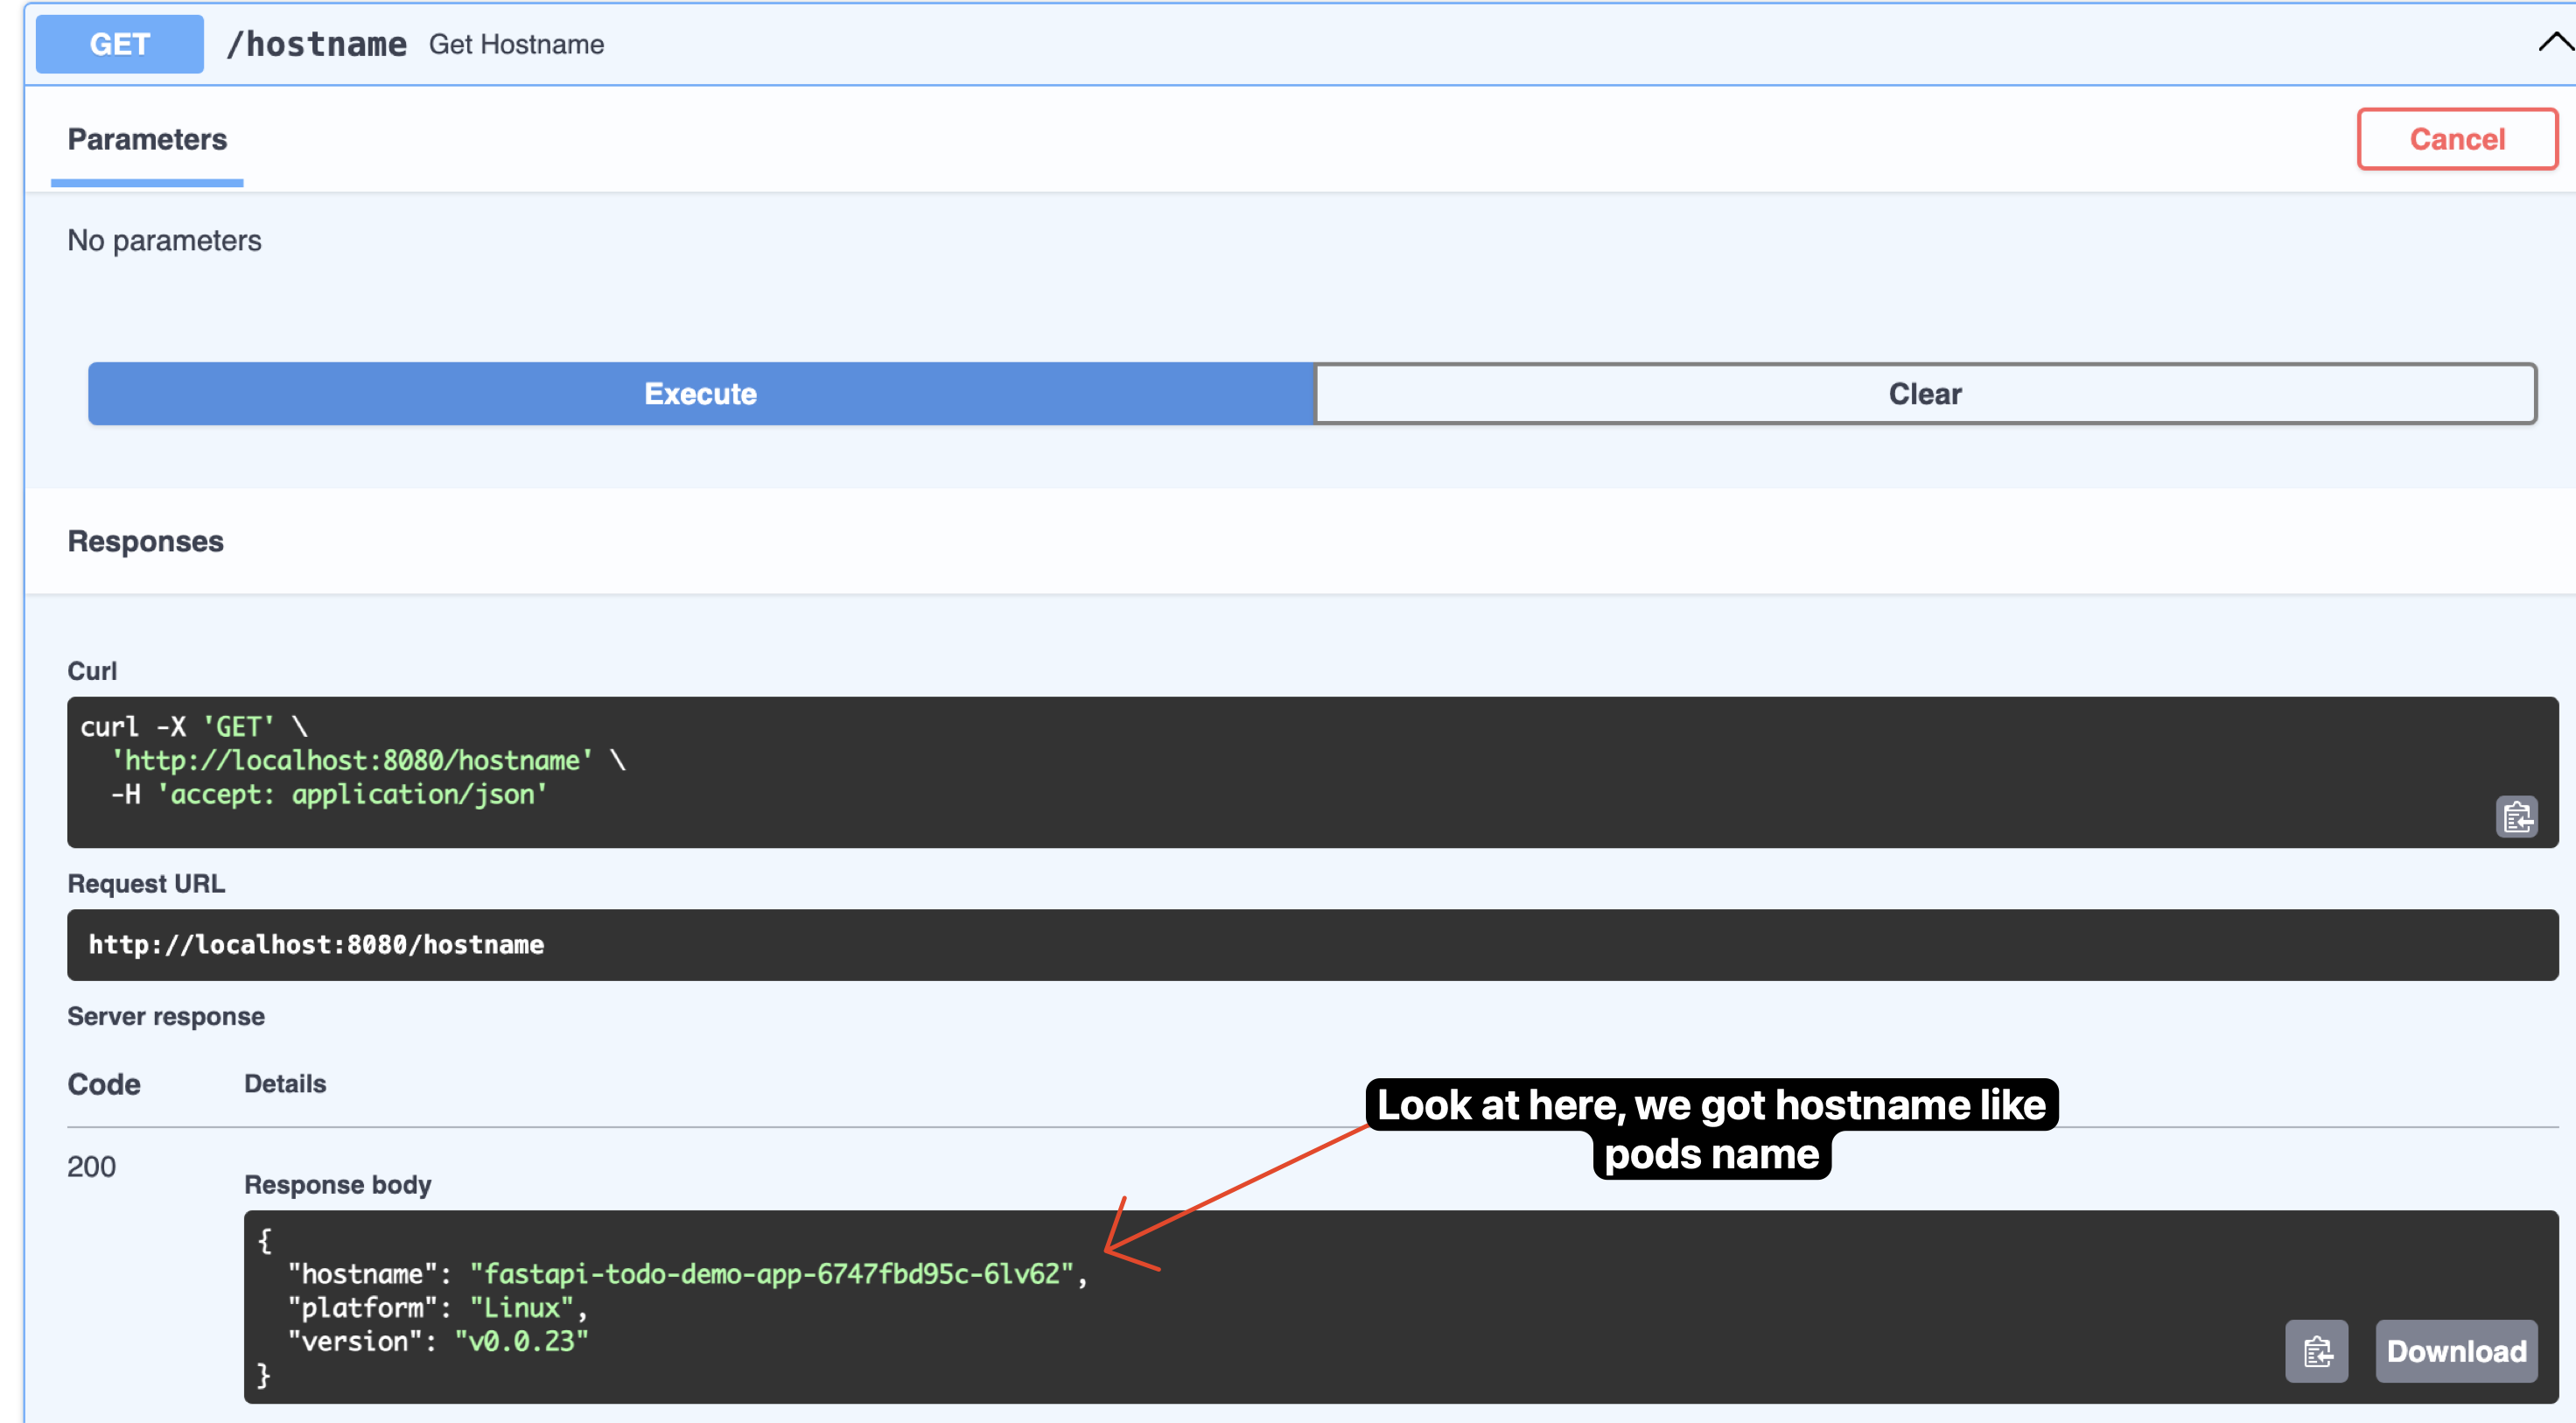 GET /hostname Get Hostname
Parameters
Cancel
No parameters
Execute
Clear
Responses
Curl
curl -X 'GET' \
  'http://localhost:8080/hostname' \
  -H 'accept: application/json'
Request URL
http://localhost:8080/hostname
Server response
Code Details
Look at here, we got hostname like
pods name
200
Response body
{
  "hostname": "fastapi-todo-demo-app-6747fbd95c-6lv62",
  "platform": "Linux",
  "version": "v0.0.23"
}
Download